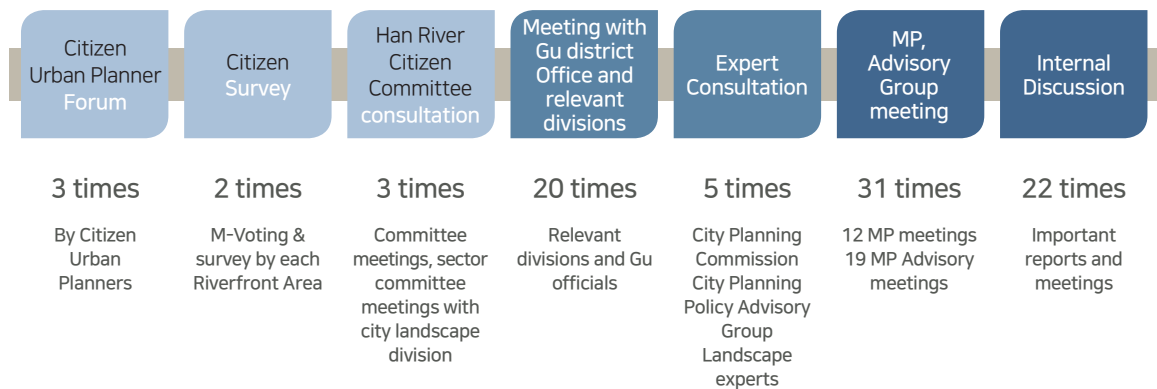 Citizen
Urban Planner
Forum
Citizen
Survey
Han River
Citizen
Committee
consultation
Meeting with
Gu district
Office and
relevant
divisions
Expert
Consultation
MP,
Advisory
Group
meeting
Internal
Discussion
3 times
By Citizen
Urban
Planners
2 times
M-Voting &
survey by each
Riverfront Area
3 times
Committee
meetings, sector
committee
meetings with
city landscape
division
20 times
Relevant
divisions and Gu
officials
5 times
City Planning
Commission
City Planning
Policy Advisory
Group
Landscape
experts
31 times
12 MP meetings
19 MP Advisory
meetings
22 times
Important
reports and
meetings